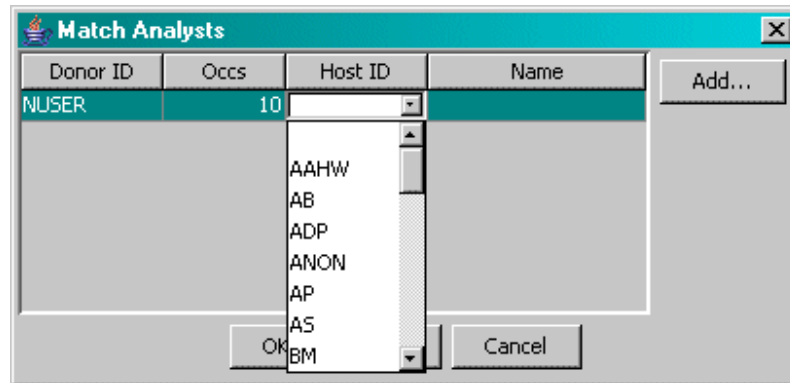 Match Analysts
Donor ID Occs Host ID Name
Add...
NUSER 10
AAHW
AB
ADP
ANON
AP
AS
BM
OK Cancel